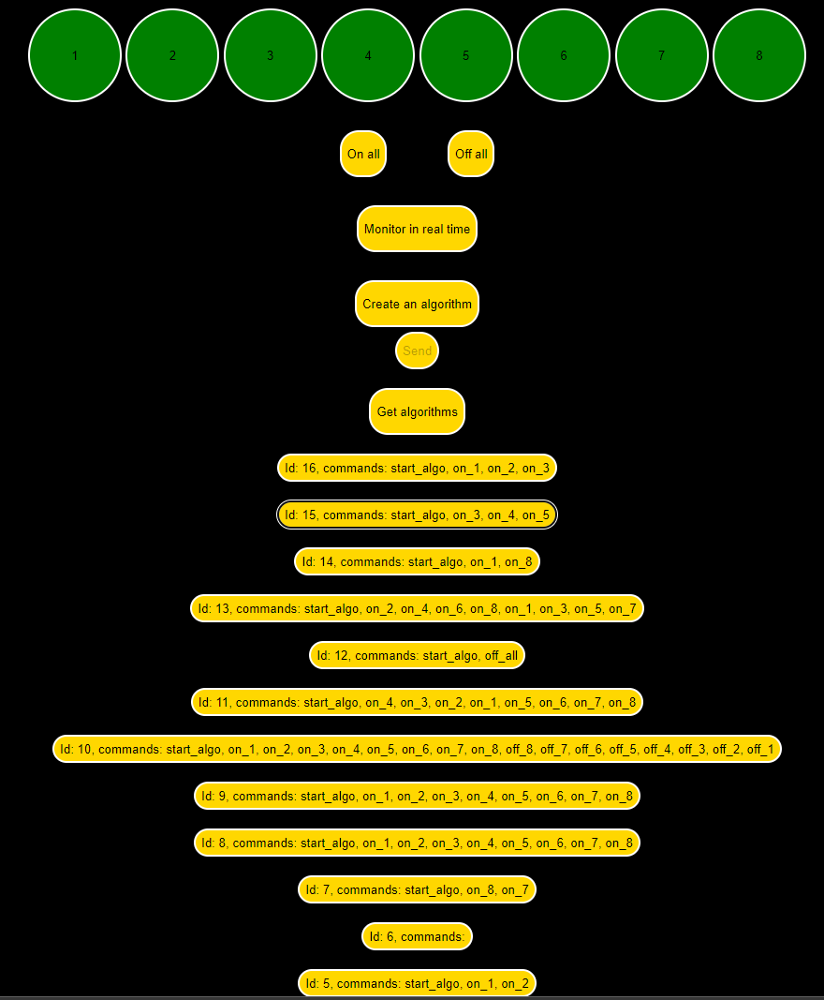 1 2 3 4 5 6 7 8
On all Off all
Monitor in real time
Create an algorithm
Send
Get algorithms
Id: 16, commands: start_algo, on_1, on_2, on_3
Id: 15, commands: start_algo, on_3, on_4, on_5
Id: 14, commands: start_algo, on_1, on_8
Id: 13, commands: start_algo, on_2, on_4, on_6, on_8, on_1, on_3, on_5, on_7
Id: 12, commands: start_algo, off_all
Id: 11, commands: start_algo, on_4, on_3, on_2, on_1, on_5, on_6, on_7, on_8
Id: 10, commands: start_algo, on_1, on_2, on_3, on_4, on_5, on_6, on_7, on_8, off_8, off_7, off_6, off_5, off_4, off_3, off_2, off_1
Id: 9, commands: start_algo, on_1, on_2, on_3, on_4, on_5, on_6, on_7, on_8
Id: 8, commands: start_algo, on_1, on_2, on_3, on_4, on_5, on_6, on_7, on_8
Id: 7, commands: start_algo, on_8, on_7
Id: 6, commands:
Id: 5, commands: start_algo, on_1, on_2